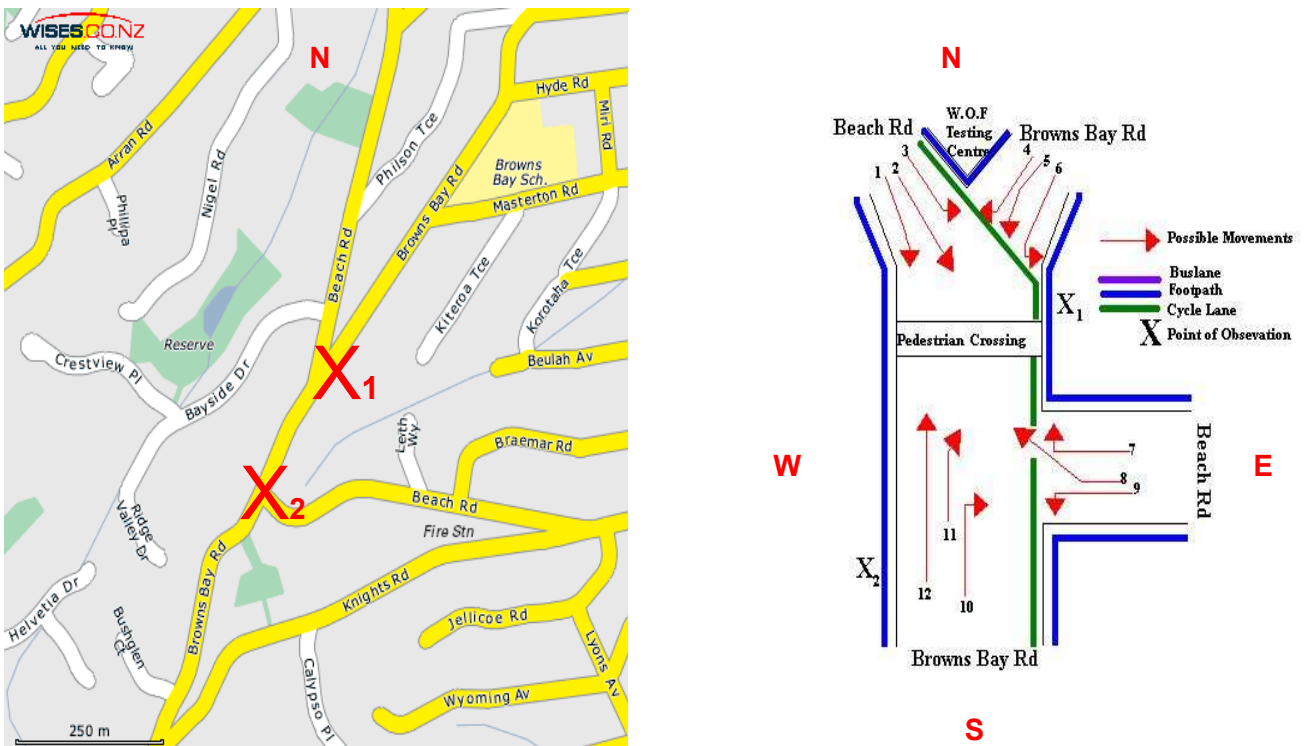 WISES.CO.NZ
ALL YOU NEED TO KNOW
N
Arran Rd
Phillipa
Pl
Nigel Rd
Philson Tce
Hyde Rd
Miri Rd
Browns
Bay Sch.
Masterton Rd
Browns Bay Rd
Beach Rd
Kiteroa Tce
Korotaha Tce
Beulah Av
Reserve
Crestview Pl
Bayside Dr
X1
Leith
Wy
Braemar Rd
X2
Beach Rd
Fire Stn
Ridge
Valley Dr
Browns Bay Rd
Knights Rd
Helvetia Dr
Bushglen
Ct
Jellicoe Rd
Lyons Av
Calypso Pl
Wyoming Av
250 m
N
W.O.F
Testing
Centre
Beach Rd
Browns Bay Rd
1
2
3
4
5
6
Possible Movements
Buslane
Footpath
Cycle Lane
X Point of Obsevation
X1
Pedestrian Crossing
W
E
Beach Rd
7
8
9
11
12
10
X2
Browns Bay Rd
S